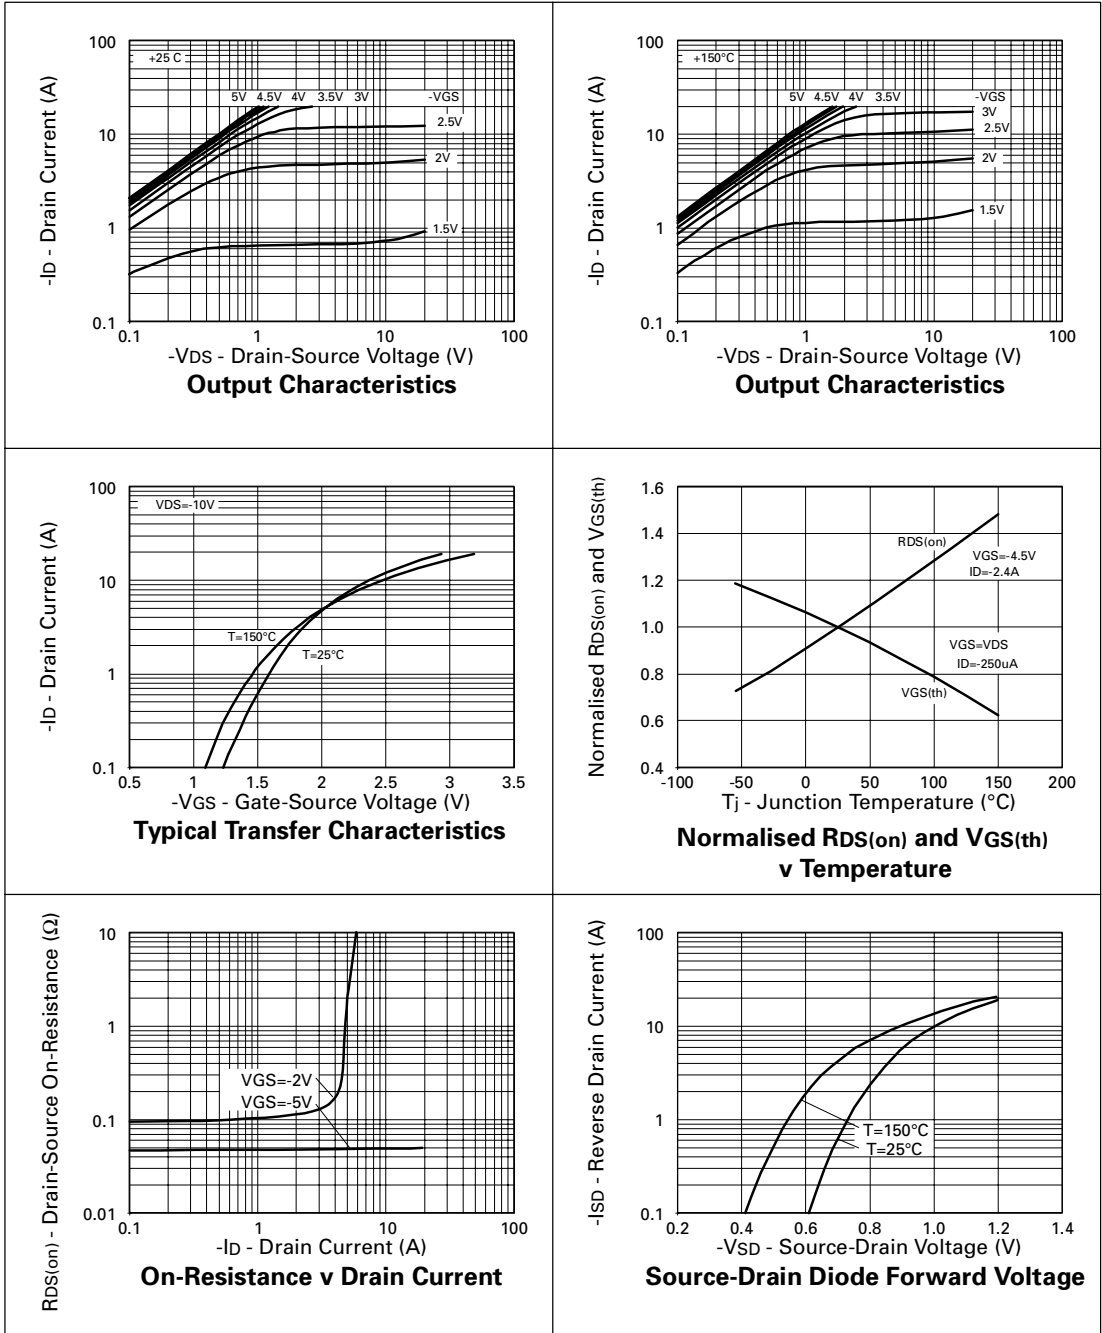 100
10
1
0.1
-ID - Drain Current (A)
+25 C
5V 4.5V 4V 3.5V 3V -VGS
2.5V
2V
1.5V
0.1 1 10 100
-VDS - Drain-Source Voltage (V)
Output Characteristics
100
10
1
0.1
-ID - Drain Current (A)
+150°C
5V 4.5V 4V 3.5V -VGS
3V
2.5V
2V
1.5V
0.1 1 10 100
-VDS - Drain-Source Voltage (V)
Output Characteristics
100
10
1
0.1
-ID - Drain Current (A)
VDS=-10V
T=150°C
T=25°C
0.5 1 1.5 2 2.5 3 3.5
-VGS - Gate-Source Voltage (V)
Typical Transfer Characteristics
1.6
1.4
1.2
1.0
0.8
0.6
0.4
Normalised RDS(on) and VGS(th)
RDS(on)
VGS=-4.5V
ID=-2.4A
VGS=VDS
ID=-250uA
VGS(th)
-100 -50 0 50 100 150 200
Tj - Junction Temperature (°C)
Normalised RDS(on) and VGS(th)
v Temperature
10
1
0.1
0.01
RDS(on) - Drain-Source On-Resistance (Ω)
VGS=-2V
VGS=-5V
0.1 1 10 100
-ID - Drain Current (A)
On-Resistance v Drain Current
100
10
1
0.1
-ISD - Reverse Drain Current (A)
T=150°C
T=25°C
0.2 0.4 0.6 0.8 1.0 1.2 1.4
-VSD - Source-Drain Voltage (V)
Source-Drain Diode Forward Voltage